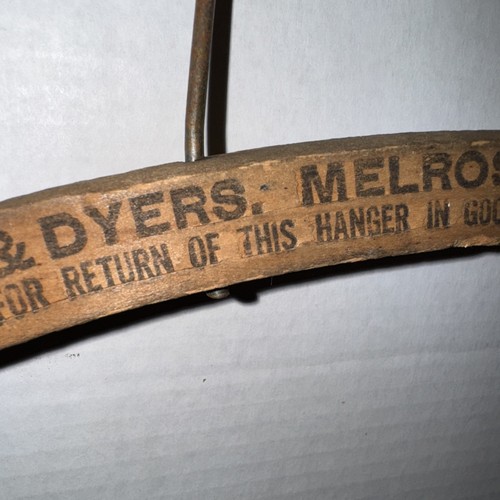 & DYERS. MELROS
FOR RETURN OF THIS HANGER IN GOO